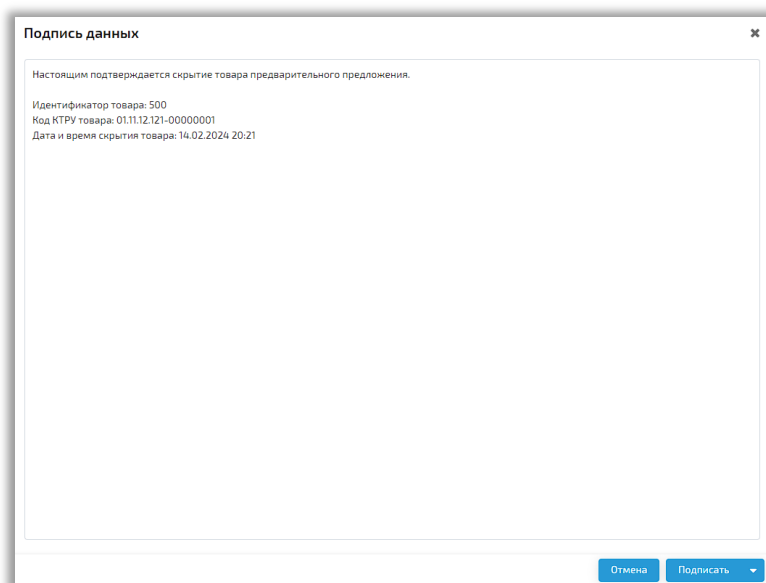 Подпись данных
Настоящим подтверждается скрытие товара предварительного предложения.
Идентификатор товара: 500
Код КТРУ товара: 01.11.12.121-00000001
Дата и время скрытия товара: 14.02.2024 20:21
Отмена
Подписать